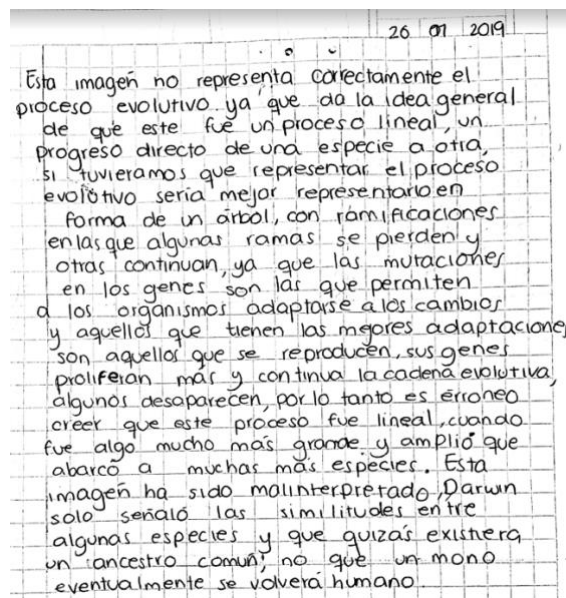 26 01 2019
Esta imagen no representa correctamente el
proceso evolutivo ya que da la idea general
de que este fue un proceso lineal, un
progreso directo de una especie a otra,
si tuvieramos que representar el proceso
evolutivo seria mejor representarlo en
forma de un arbol, con ramificaciones
en las que algunas ramas se pierden y
otras continuan, ya que las mutaciones
en los genes son las que permiten
a los organismos adaptarse a los cambios
y aquellos que tienen las mejores adaptaciones
son aquellos que se reproducen, sus genes
proliferan más y continua la cadena evolutiva,
algunos desaparecen, por lo tanto es erroneo
creer que este proceso fue lineal, cuando
fue algo mucho más grande y amplio que
abarcó a muchas más especies. Esta
imagen ha sido malinterpretado, Darwin
solo señaló las similitudes entre
algunas especies y que quizás existiera
un ancestro común; no que un mono
eventualmente se volverá humano.